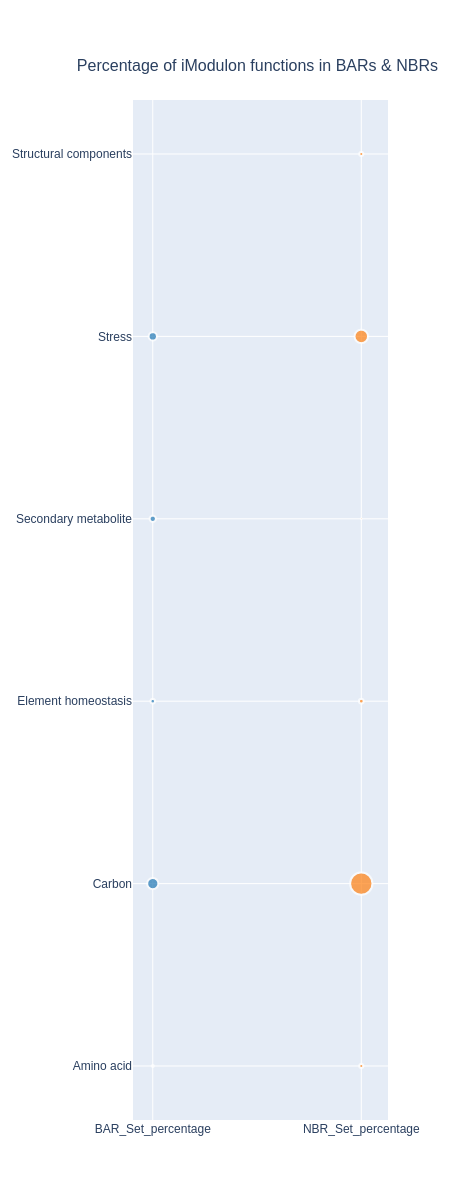 Percentage of iModulon functions in BARs & NBRs
Structural components
Stress
Secondary metabolite
Element homeostasis
Carbon
Amino acid
BAR_Set_percentage NBR_Set_percentage